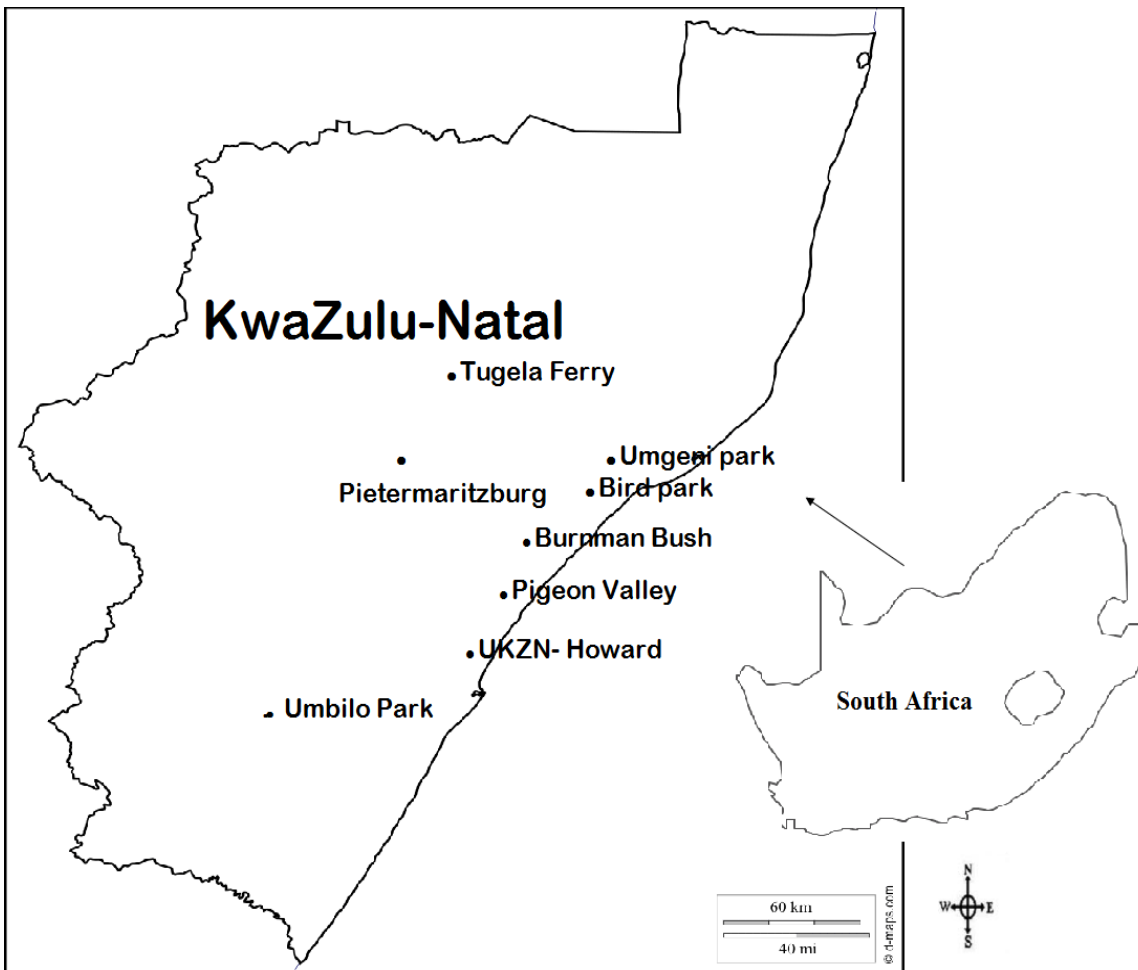 KwaZulu-Natal
Tugela Ferry
Umgeni park
Pietermaritzburg
Bird park
Burnman Bush
Pigeon Valley
UKZN- Howard
Umbilo Park
South Africa
60 km
40 mi
© d-maps.com
N
W E
S